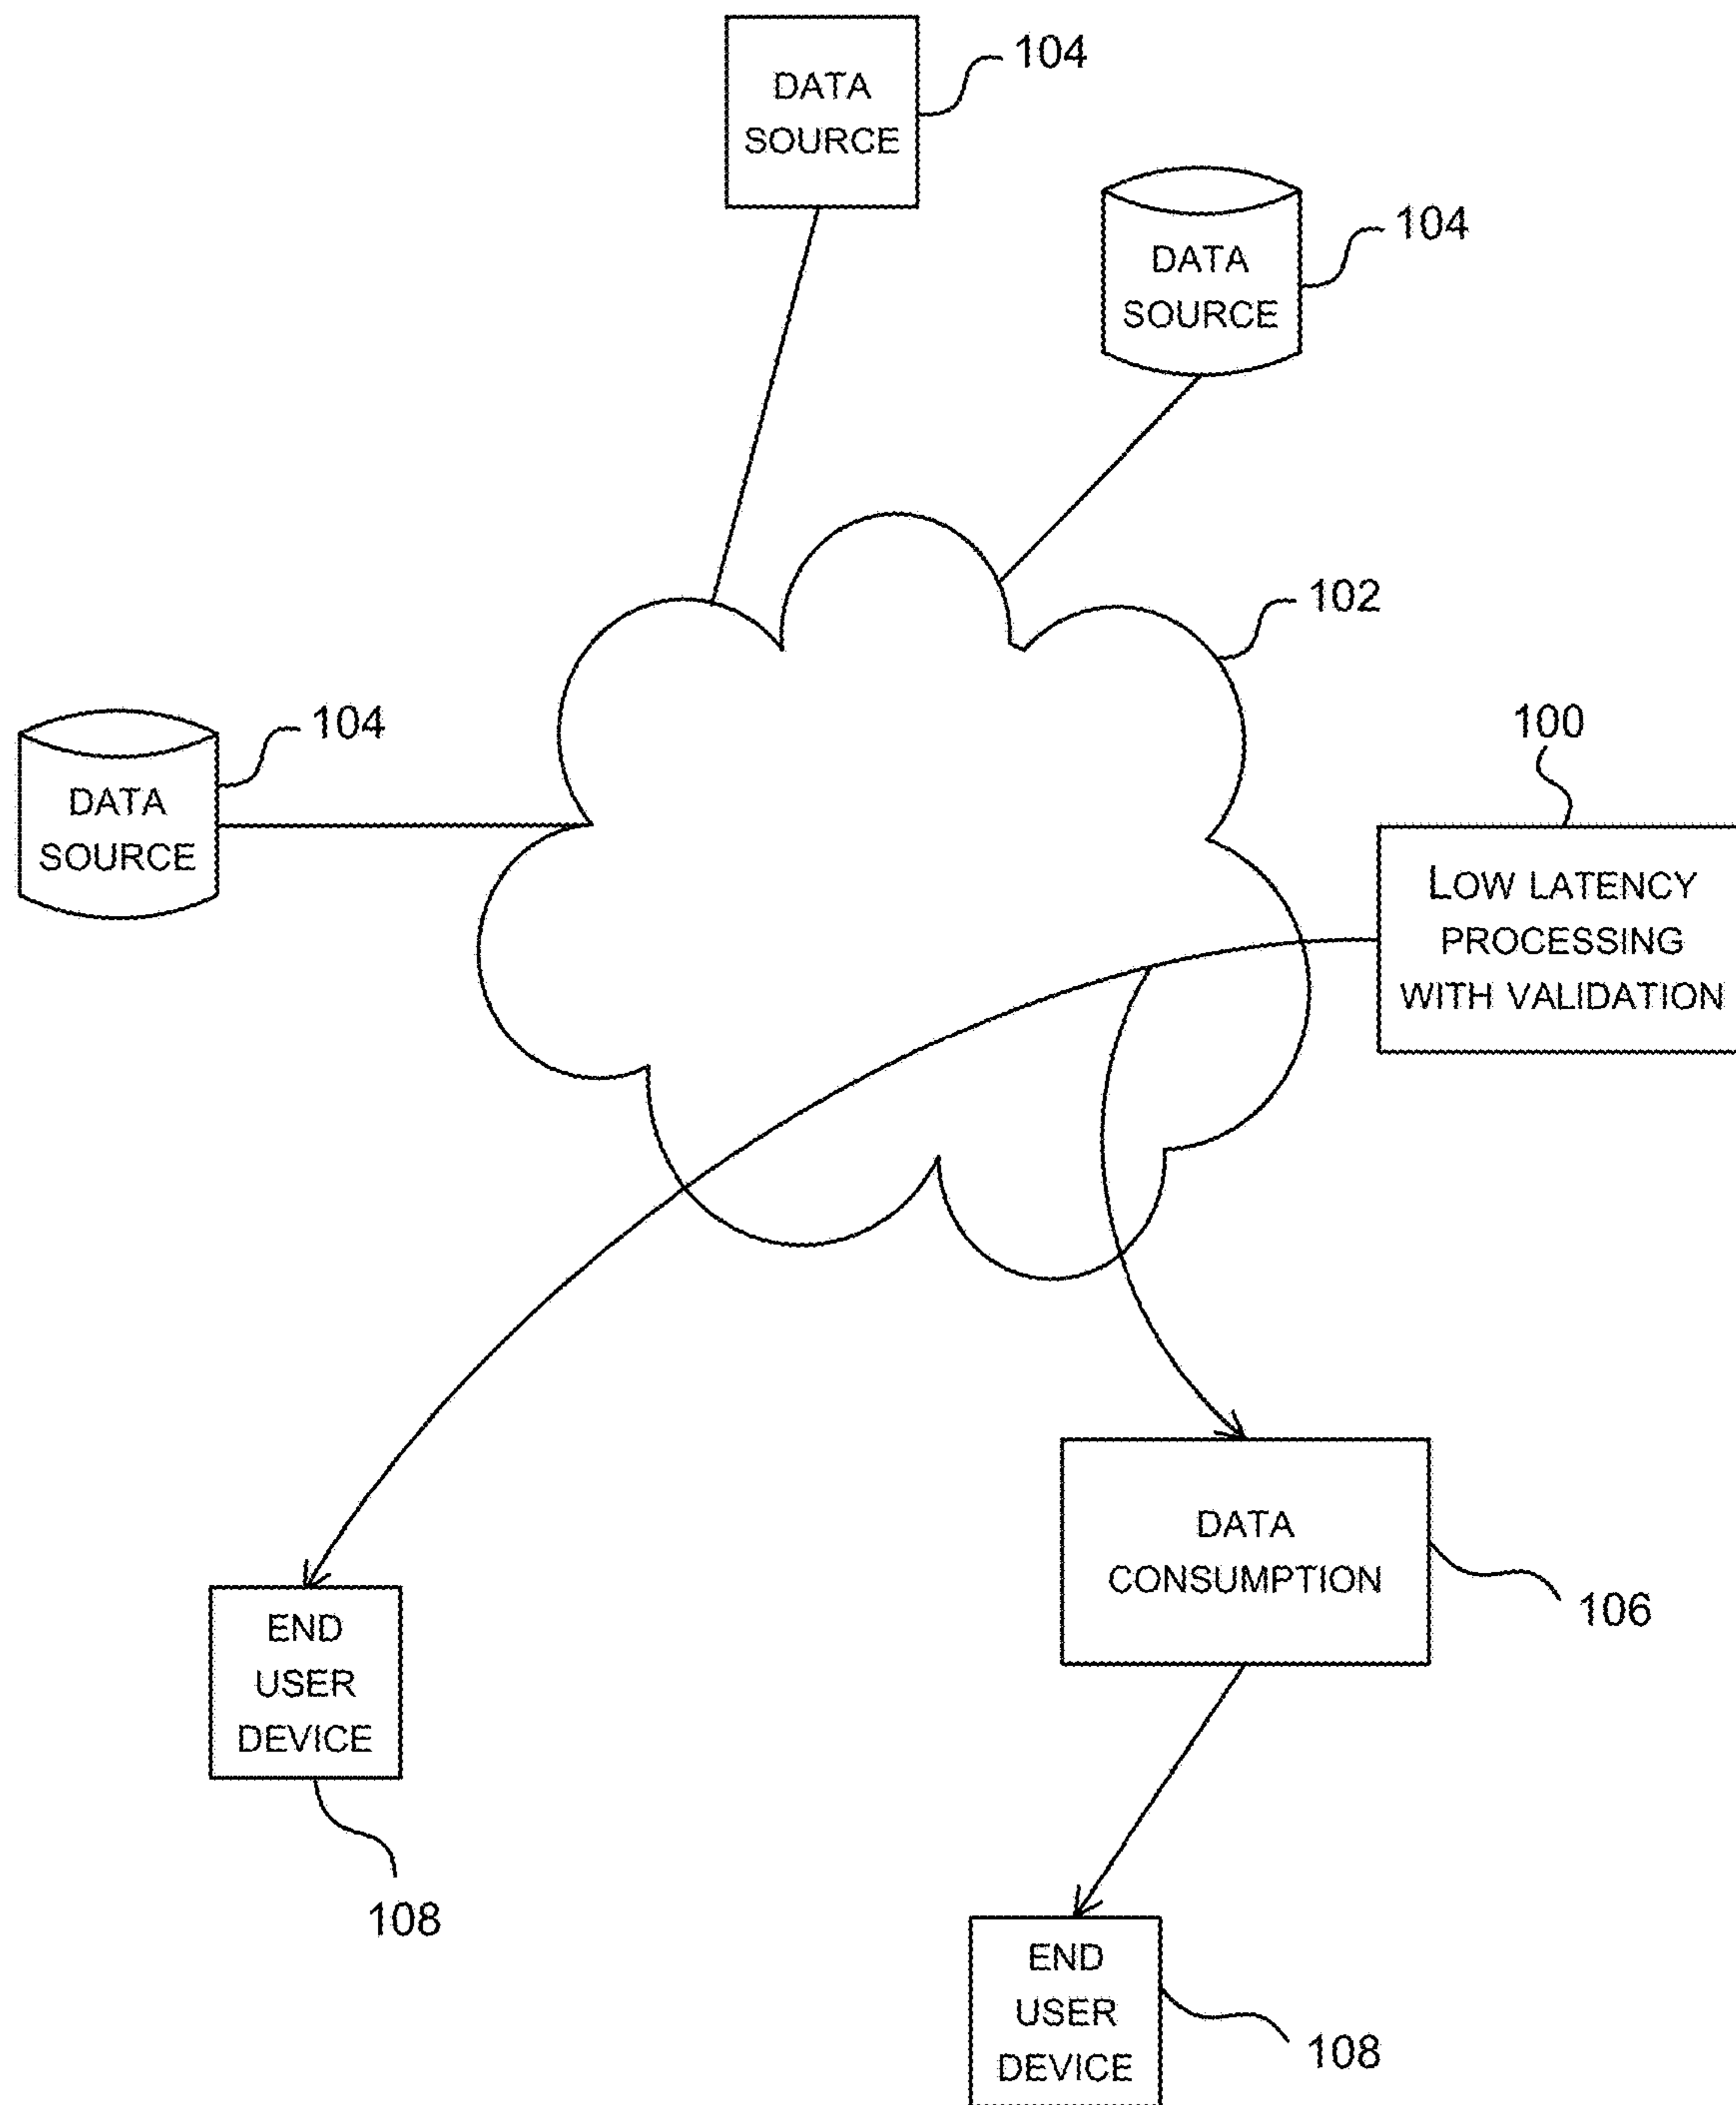 DATA
SOURCE
104
DATA
SOURCE
104
102
104
DATA
SOURCE
100
LOW LATENCY
PROCESSING
WITH VALIDATION
DATA
CONSUMPTION
106
END
USER
DEVICE
108
END
USER
DEVICE
108